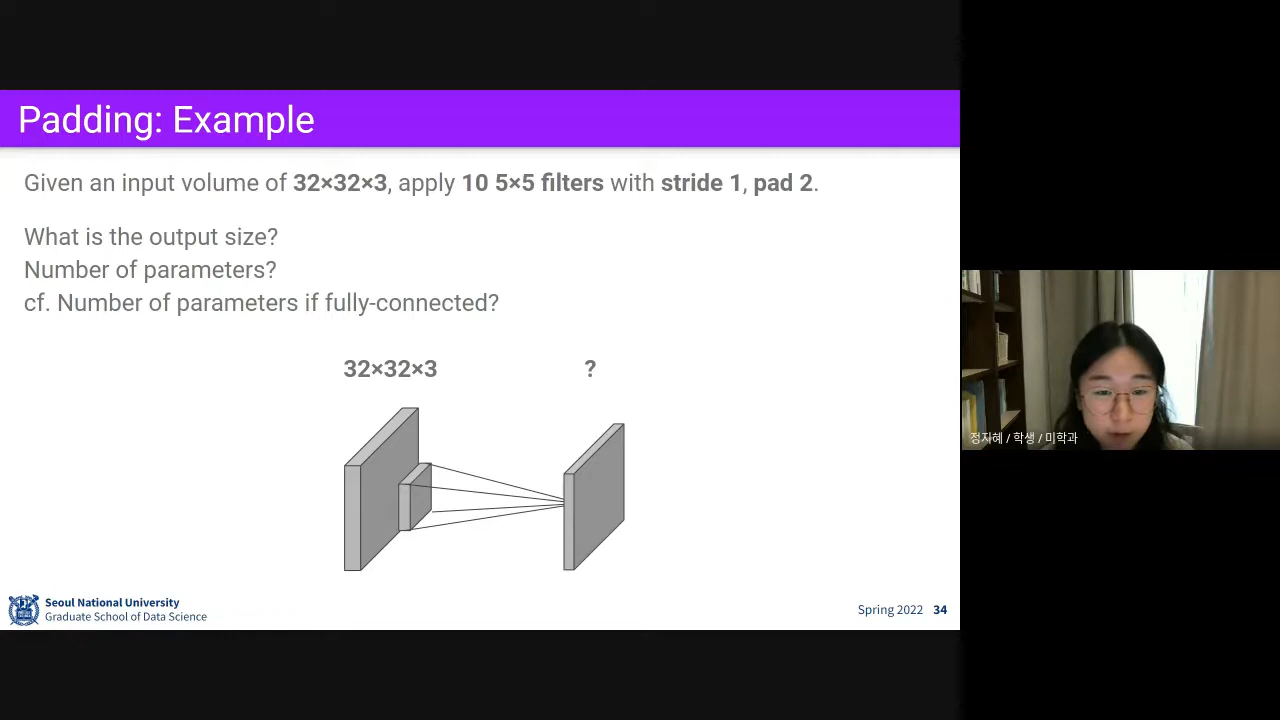 Padding: Example
Given an input volume of 32×32×3, apply 10 5×5 filters with stride 1, pad 2.
What is the output size?
Number of parameters?
cf. Number of parameters if fully-connected?
32×32×3
?
Seoul National University
Graduate School of Data Science
Spring 2022 34
정지혜 / 학생 / 미학과